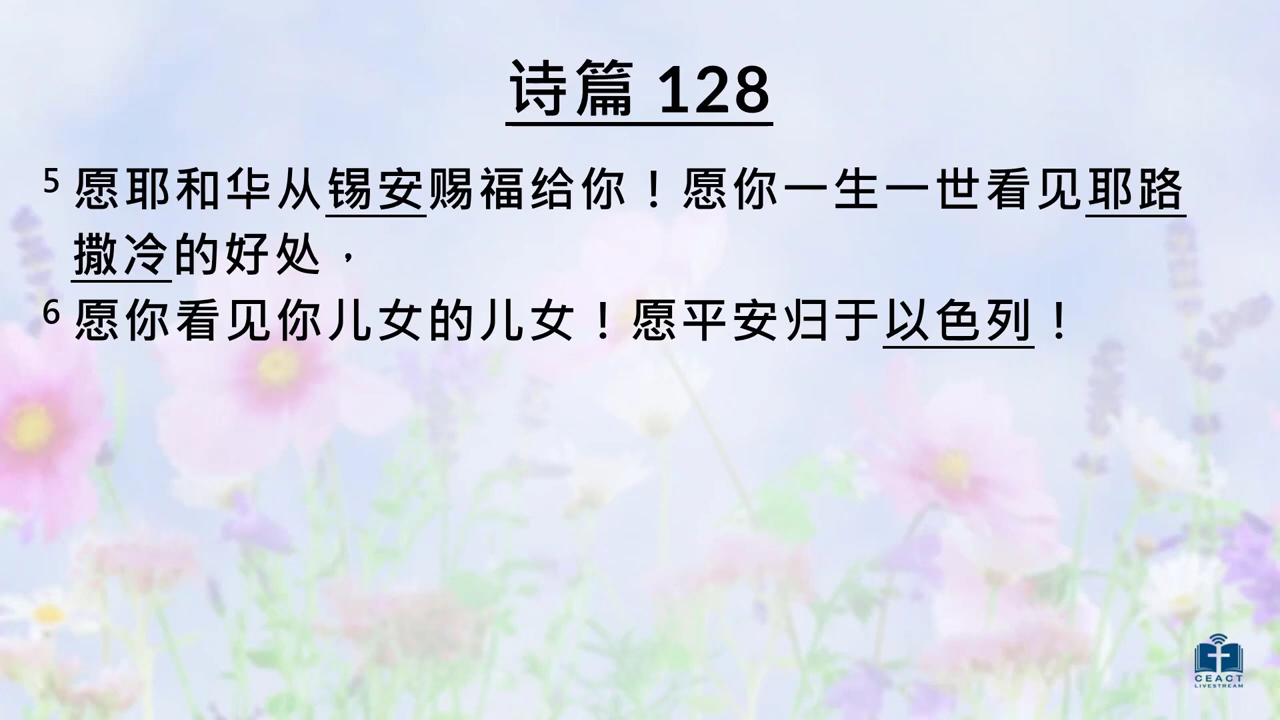 诗篇 128
5 愿耶和华从锡安赐福给你！愿你一生一世看见耶路
撒冷的好处，
6 愿你看见你儿女的儿女！愿平安归于以色列！
CEACT
LIVESTREAM